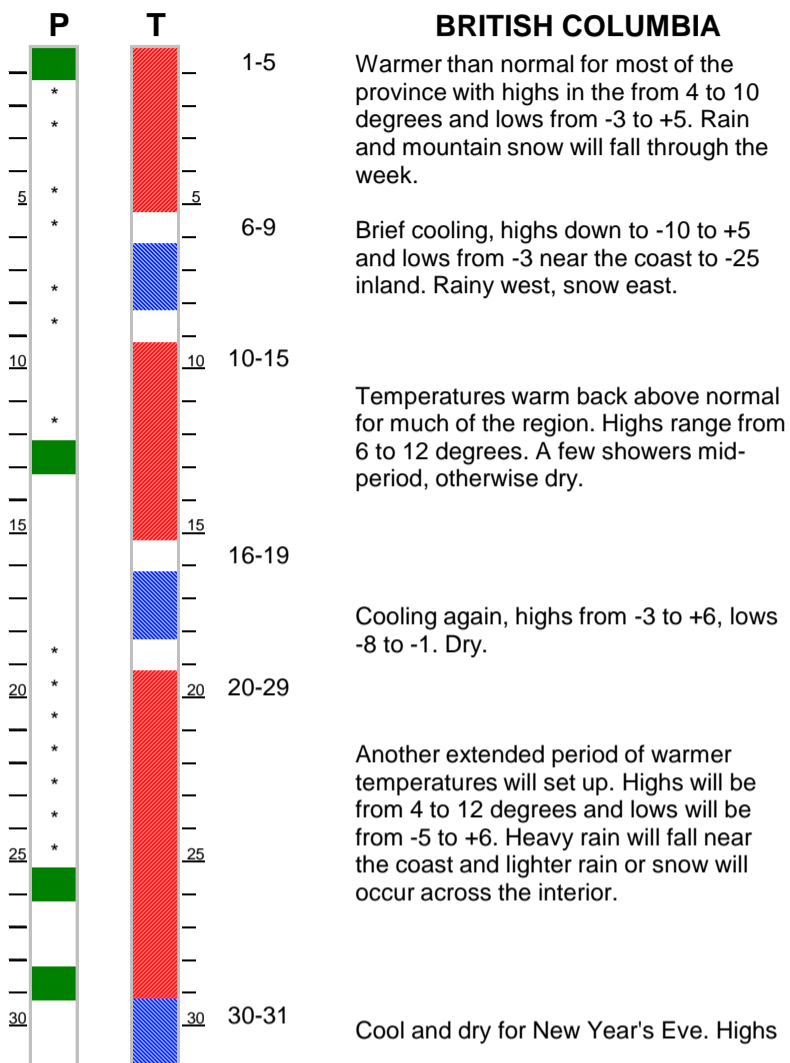 P T BRITISH COLUMBIA
1-5 Warmer than normal for most of the
province with highs in the from 4 to 10
*
degrees and lows from -3 to +5. Rain
*
and mountain snow will fall through the
week.
*
5 5
*
6-9 Brief cooling, highs down to -10 to +5
and lows from -3 near the coast to -25
inland. Rainy west, snow east.
*
*
10 10 10-15
Temperatures warm back above normal
*
for much of the region. Highs range from
6 to 12 degrees. A few showers mid-
period, otherwise dry.
15 15
16-19
Cooling again, highs from -3 to +6, lows
-8 to -1. Dry.
*
*
20 20 20-29
*
*
Another extended period of warmer
temperatures will set up. Highs will be
*
from 4 to 12 degrees and lows will be
*
from -5 to +6. Heavy rain will fall near
*
25 25
the coast and lighter rain or snow will
occur across the interior.
30 30 30-31
Cool and dry for New Year's Eve. Highs